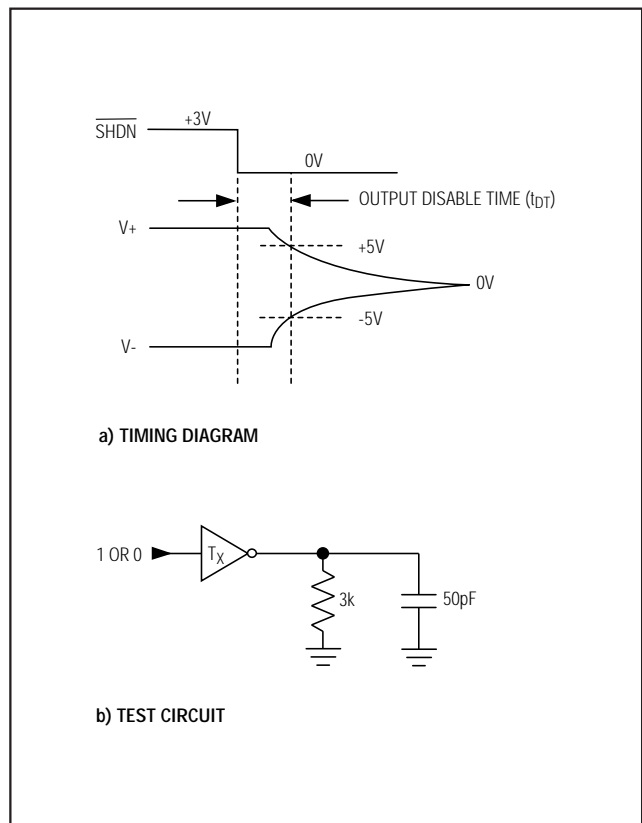 +3V
SHDN
0V
OUTPUT DISABLE TIME (tDT)
V+
+5V
0V
-5V
V-
a) TIMING DIAGRAM
1 OR 0
TX
3k
50pF
b) TEST CIRCUIT